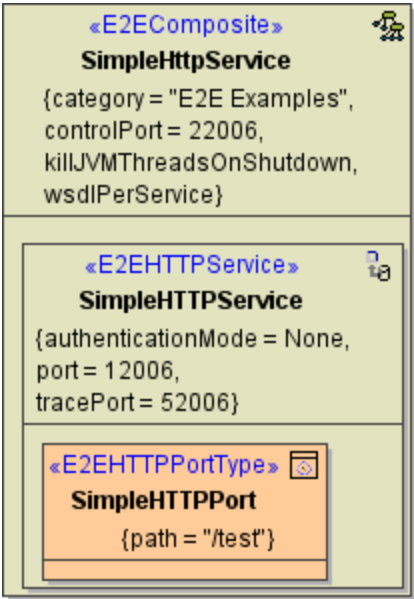 «E2EComposite»
SimpleHttpService
{category = "E2E Examples",
controlPort = 22006,
killJVMThreadsOnShutdown,
wsdlPerService}
«E2EHTTPService»
SimpleHTTPService
{authenticationMode = None,
port = 12006,
tracePort = 52006}
«E2EHTTPPortType»
SimpleHTTPPort
{path = "/test"}